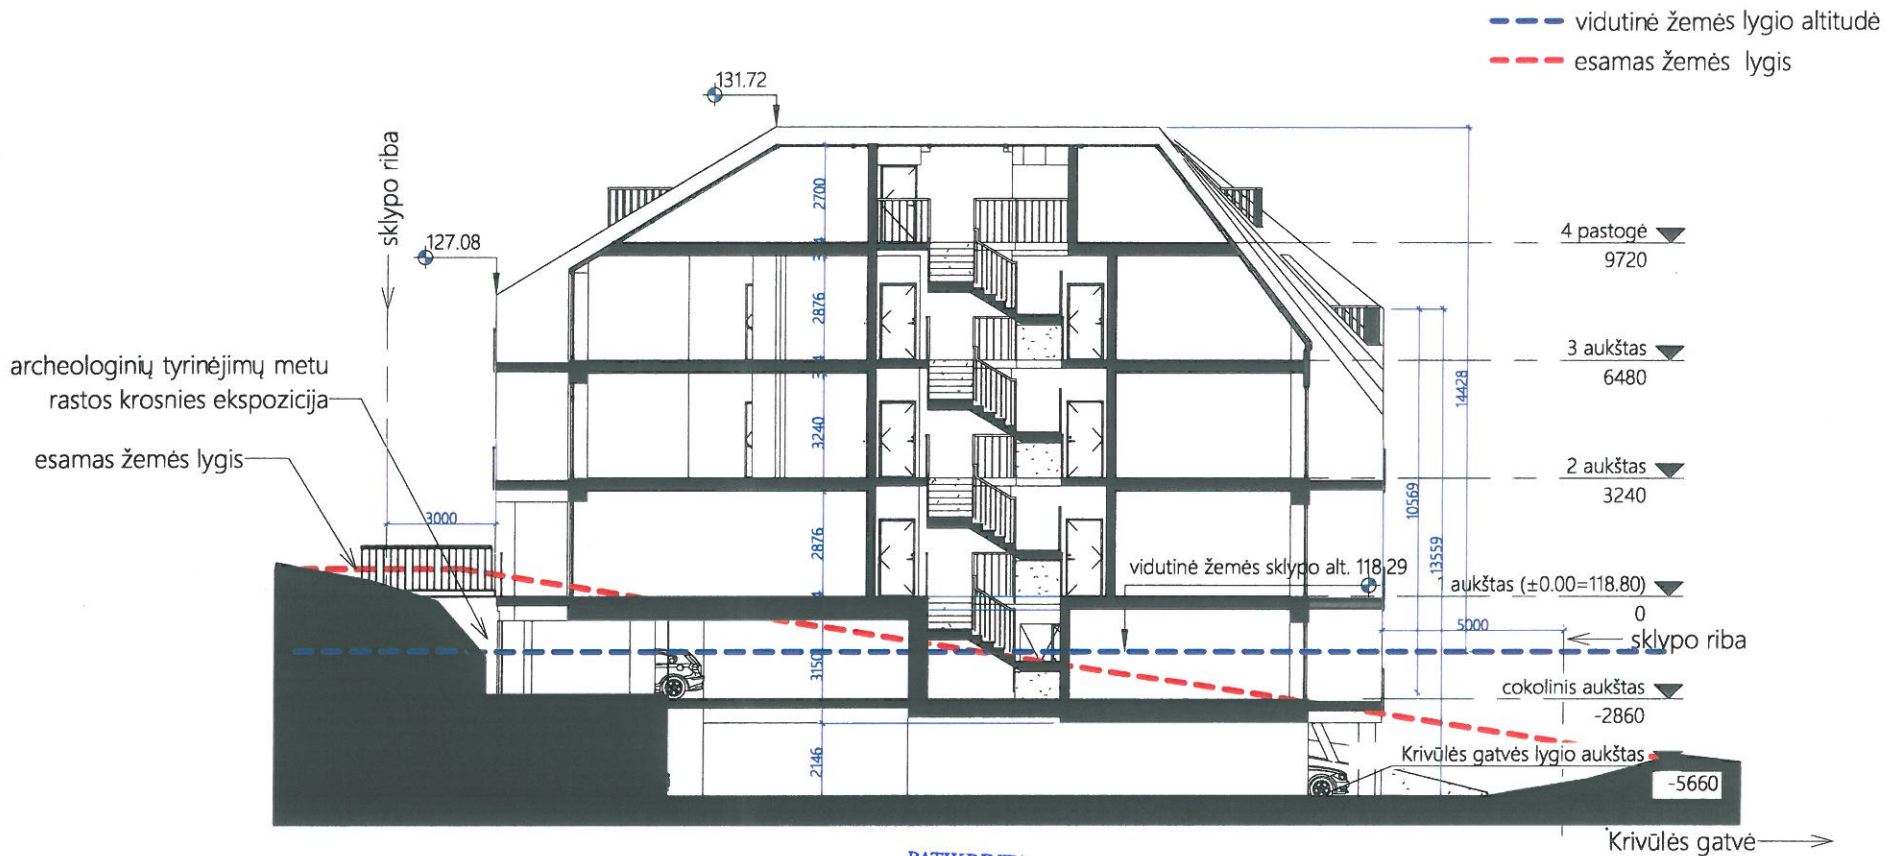 vidutinė žemės lygio altitudė
esamas žemės lygis
131.72
sklypo riba
127.08
2700
4 pastogė
9720
2876
3 aukštas
6480
archeologinių tyrinėjimų metu
rastos krosnies ekspozicija
14428
3240
esamas žemės lygis
2 aukštas
3240
3000
10569
13559
2876
vidutinė žemės sklypo alt. 118.29
aukštas (±0.00=118.80)
0
5000
sklypo riba
3150
cokolinis aukštas
-2860
Krivūlės gatvės lygio aukštas
2146
-5660
Krivūlės gatvė